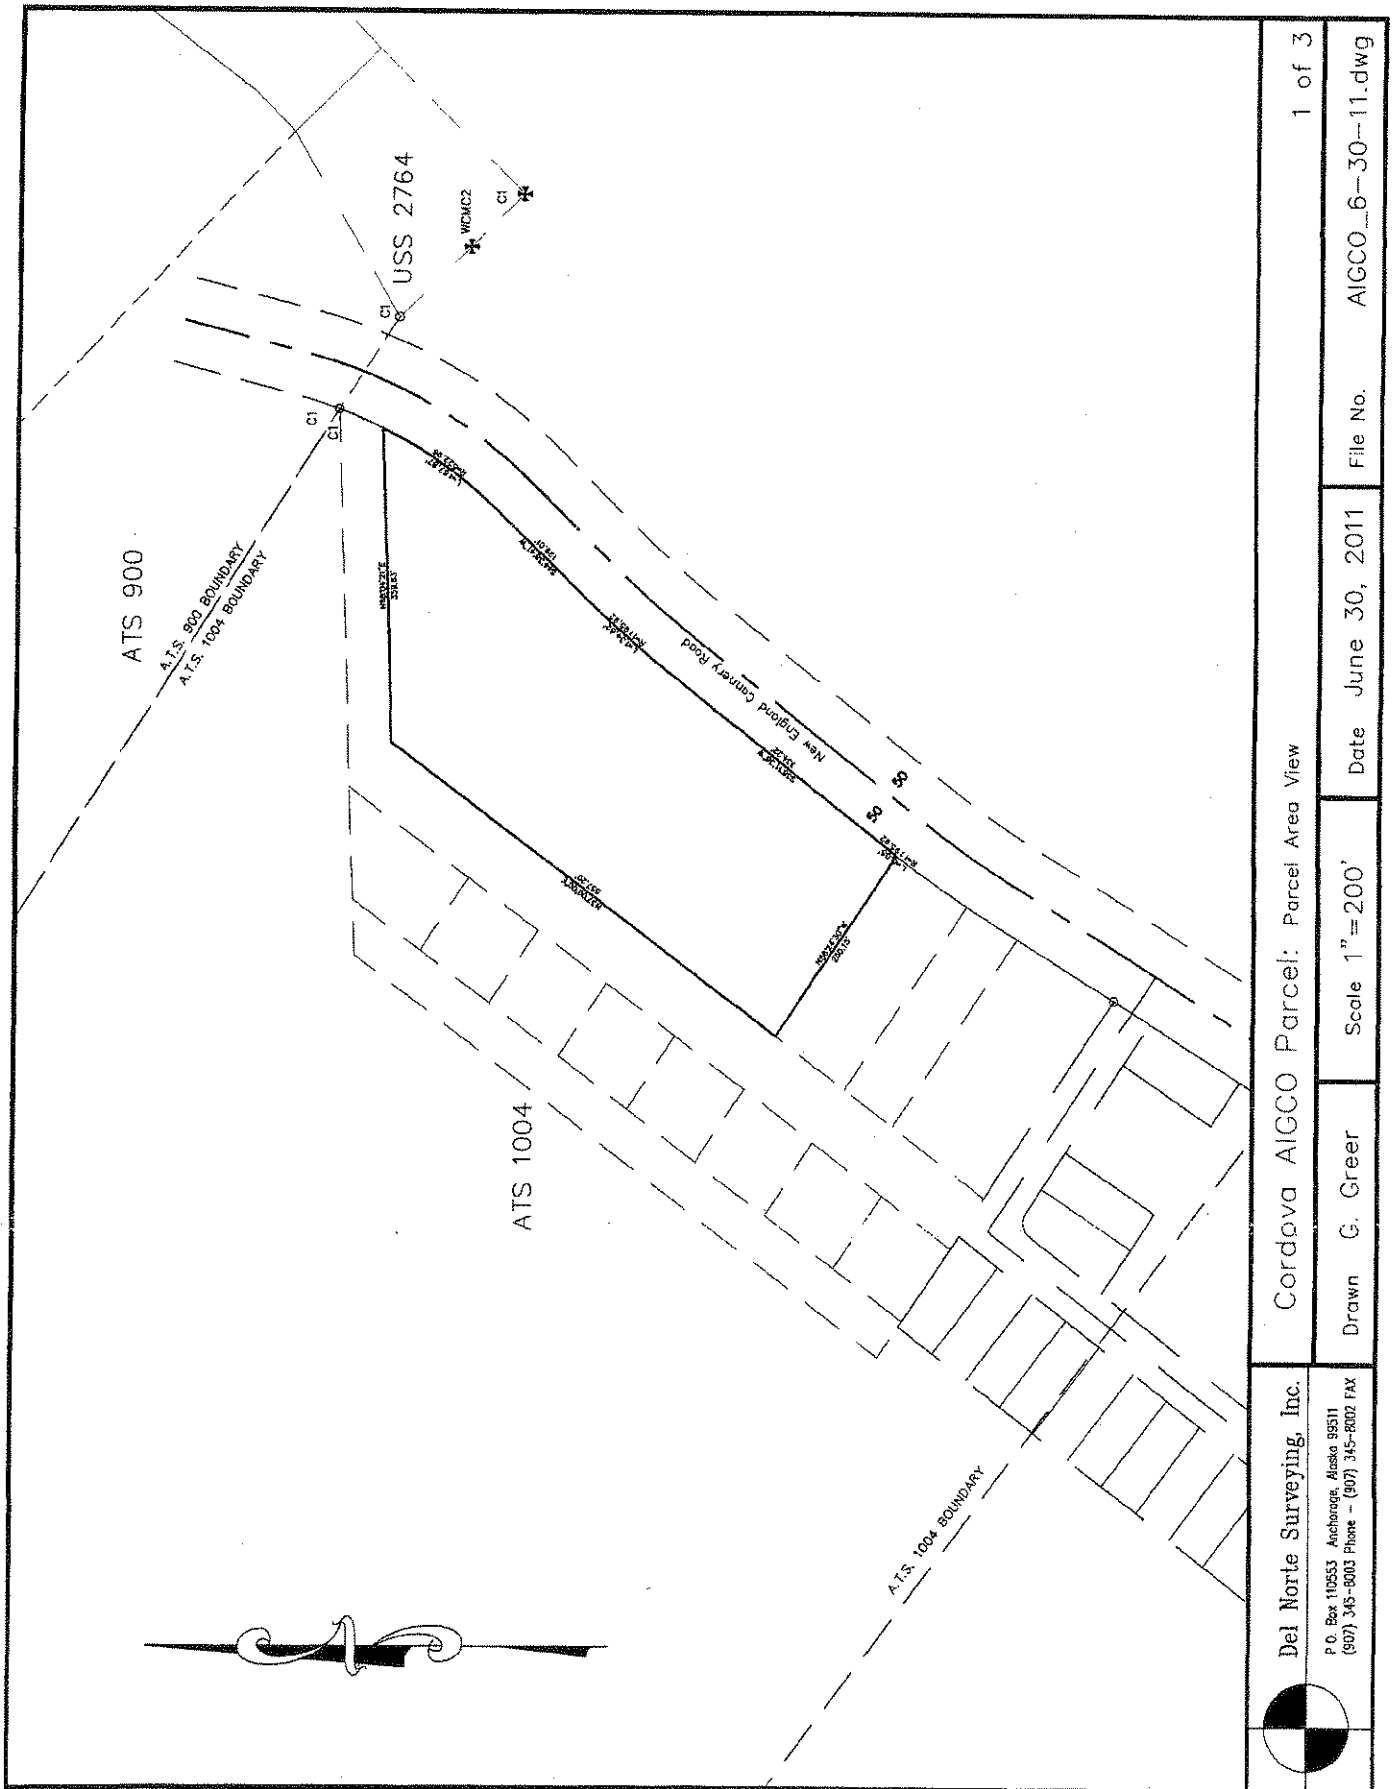 ATS 900
A.T.S. 900 BOUNDARY
A.T.S. 1004 BOUNDARY
USS 2764
WCMC2
C1
C1
C1
C1
New England Cannery Road
50
50
ATS 1004
A.T.S. 1004 BOUNDARY
Del Norte Surveying, Inc.
P.O. Box 110553 Anchorage, Alaska 99511
(907) 345-8003 Phone - (907) 345-8002 FAX
Cordova AIGCO Parcel: Parcel Area View
1 of 3
Drawn G. Greer
Scale 1"=200'
Date June 30, 2011
File No. AIGCO_6-30-11.dwg